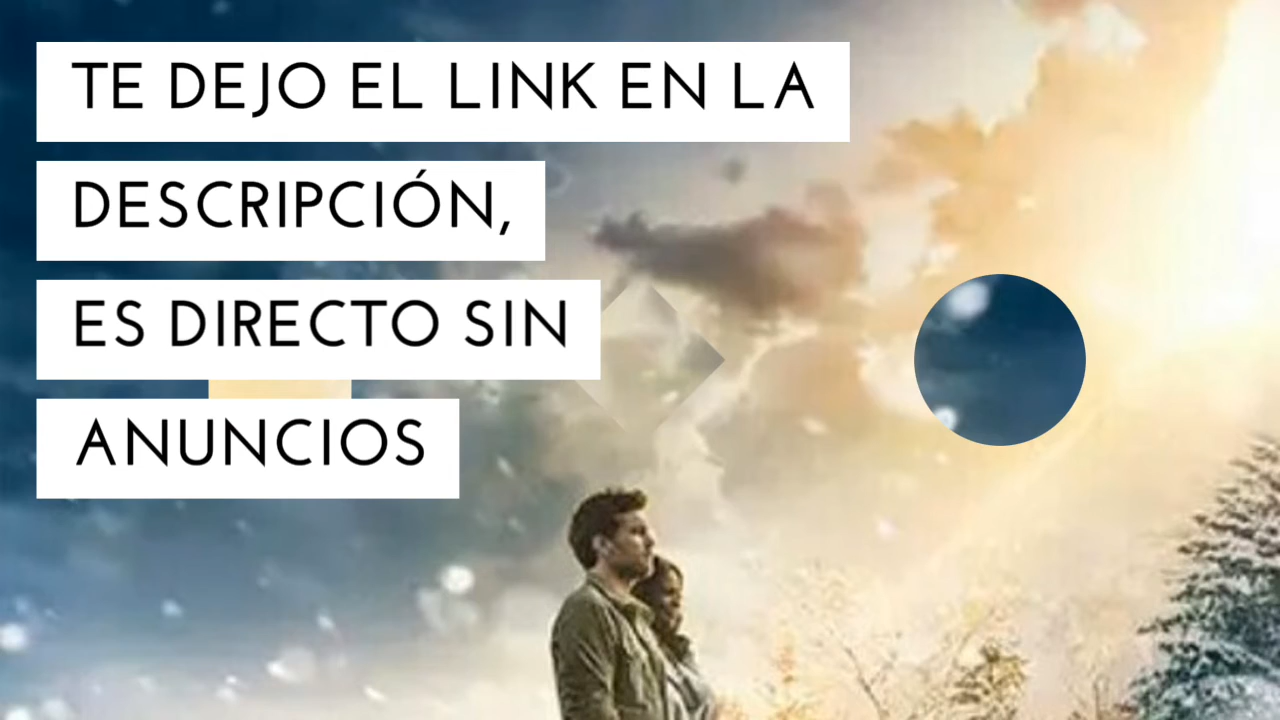 TE DEJO EL LINK EN LA
DESCRIPCIÓN,
ES DIRECTO SIN
ANUNCIOS